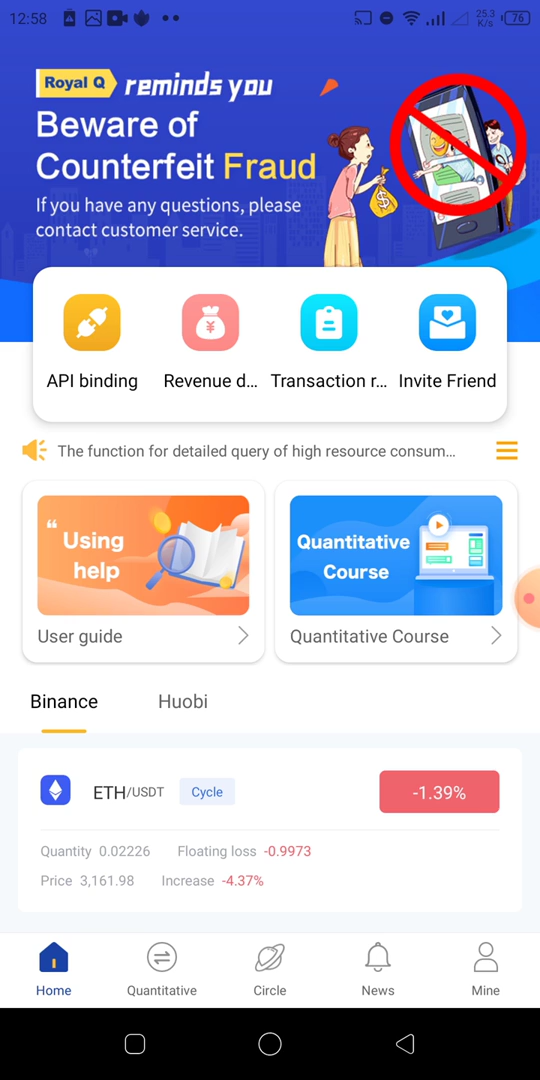 12:58
25.3
K/s
76
Royal Q reminds you
Beware of
Counterfeit Fraud
If you have any questions, please
contact customer service.
API binding
Revenue d...
Transaction r...
Invite Friend
The function for detailed query of high resource consum...
Using
help
Quantitative
Course
User guide
Quantitative Course
Binance
Huobi
ETH/USDT
Cycle
-1.39%
Quantity 0.02226
Floating loss -0.9973
Price 3,161.98
Increase -4.37%
Home
Quantitative
Circle
News
Mine